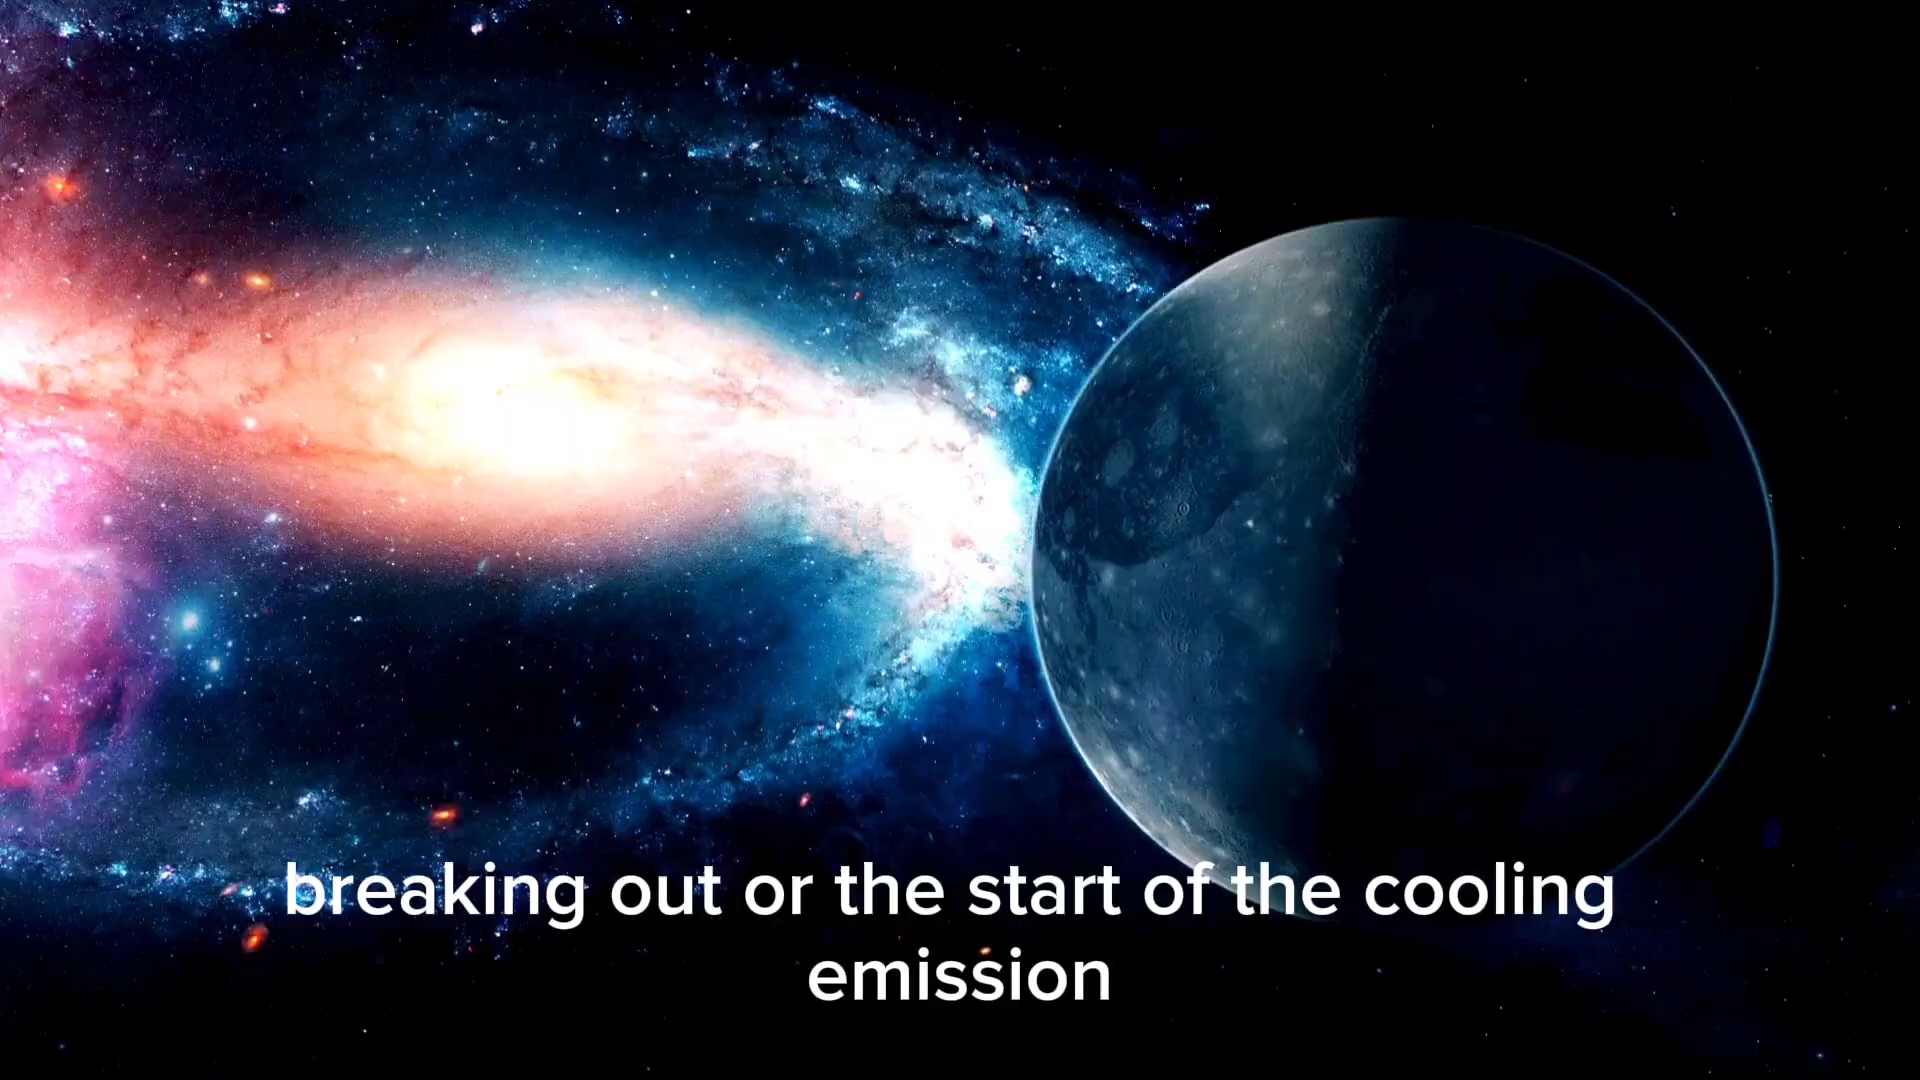 breaking out or the start of the cooling
emission